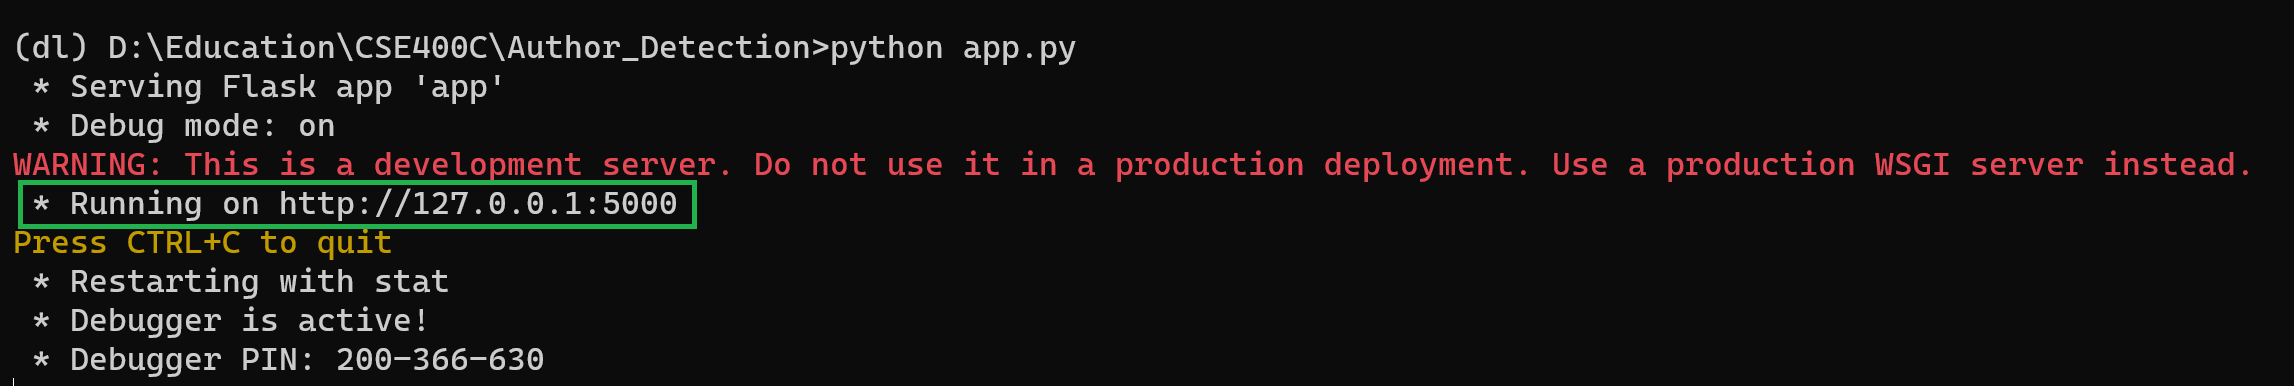 (dl) D:\Education\CSE400C\Author_Detection>python app.py
 * Serving Flask app 'app'
 * Debug mode: on
WARNING: This is a development server. Do not use it in a production deployment. Use a production WSGI server instead.
 * Running on http://127.0.0.1:5000
Press CTRL+C to quit
 * Restarting with stat
 * Debugger is active!
 * Debugger PIN: 200-366-630